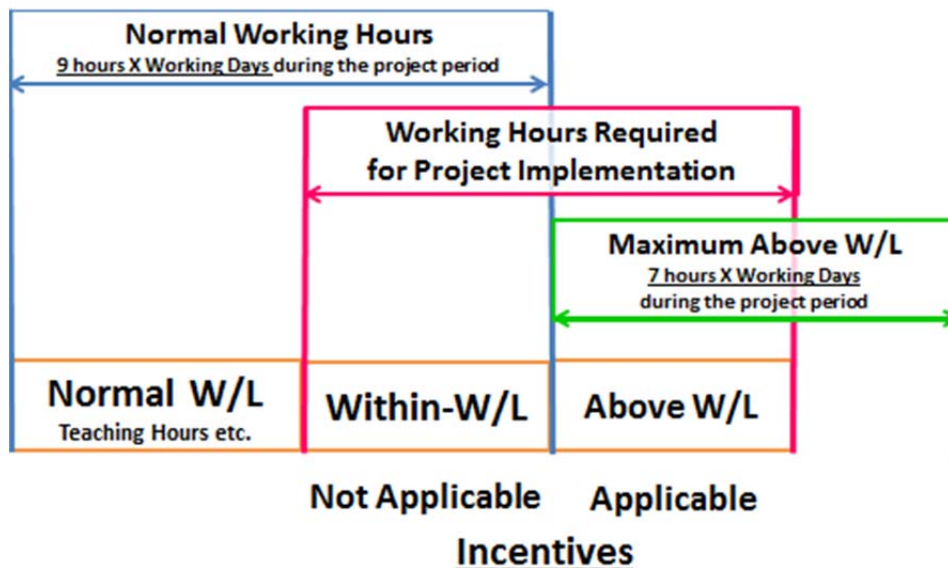 Normal Working Hours
9 hours X Working Days during the project period
Working Hours Required
for Project Implementation
Maximum Above W/L
7 hours X Working Days
during the project period
Normal W/L
Teaching Hours etc.
Within-W/L
Above W/L
Not Applicable
Applicable
Incentives